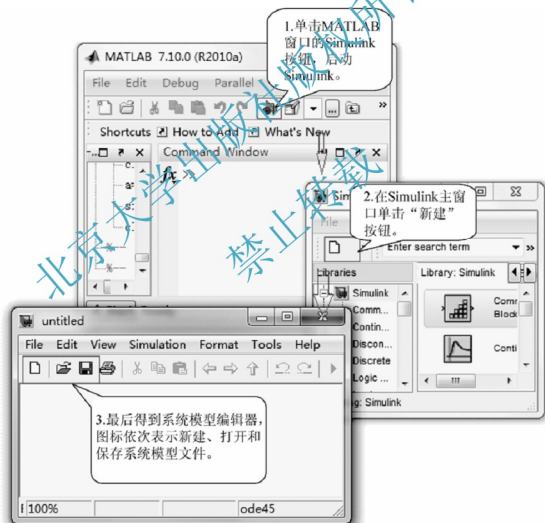 1.单击MATLAB
窗口的Simulink
按钮，启动
Simulink。
MATLAB 7.10.0 (R2010a)
File Edit Debug Parallel
Shortcuts How to Add What's New
Command Window
fx >>
2.在Simulink主窗
口单击“新建”
按钮。
Enter search term
Libraries
Library: Simulink
Simulink
Comm...
Contin...
Discon...
Discrete
Logic ...
Block
Conti
g: Simulink
untitled
File Edit View Simulation Format Tools Help
3.最后得到系统模型编辑器,
图标依次表示新建、打开和
保存系统模型文件。
100%
ode45
北京大学出版社版权所有
禁止转载